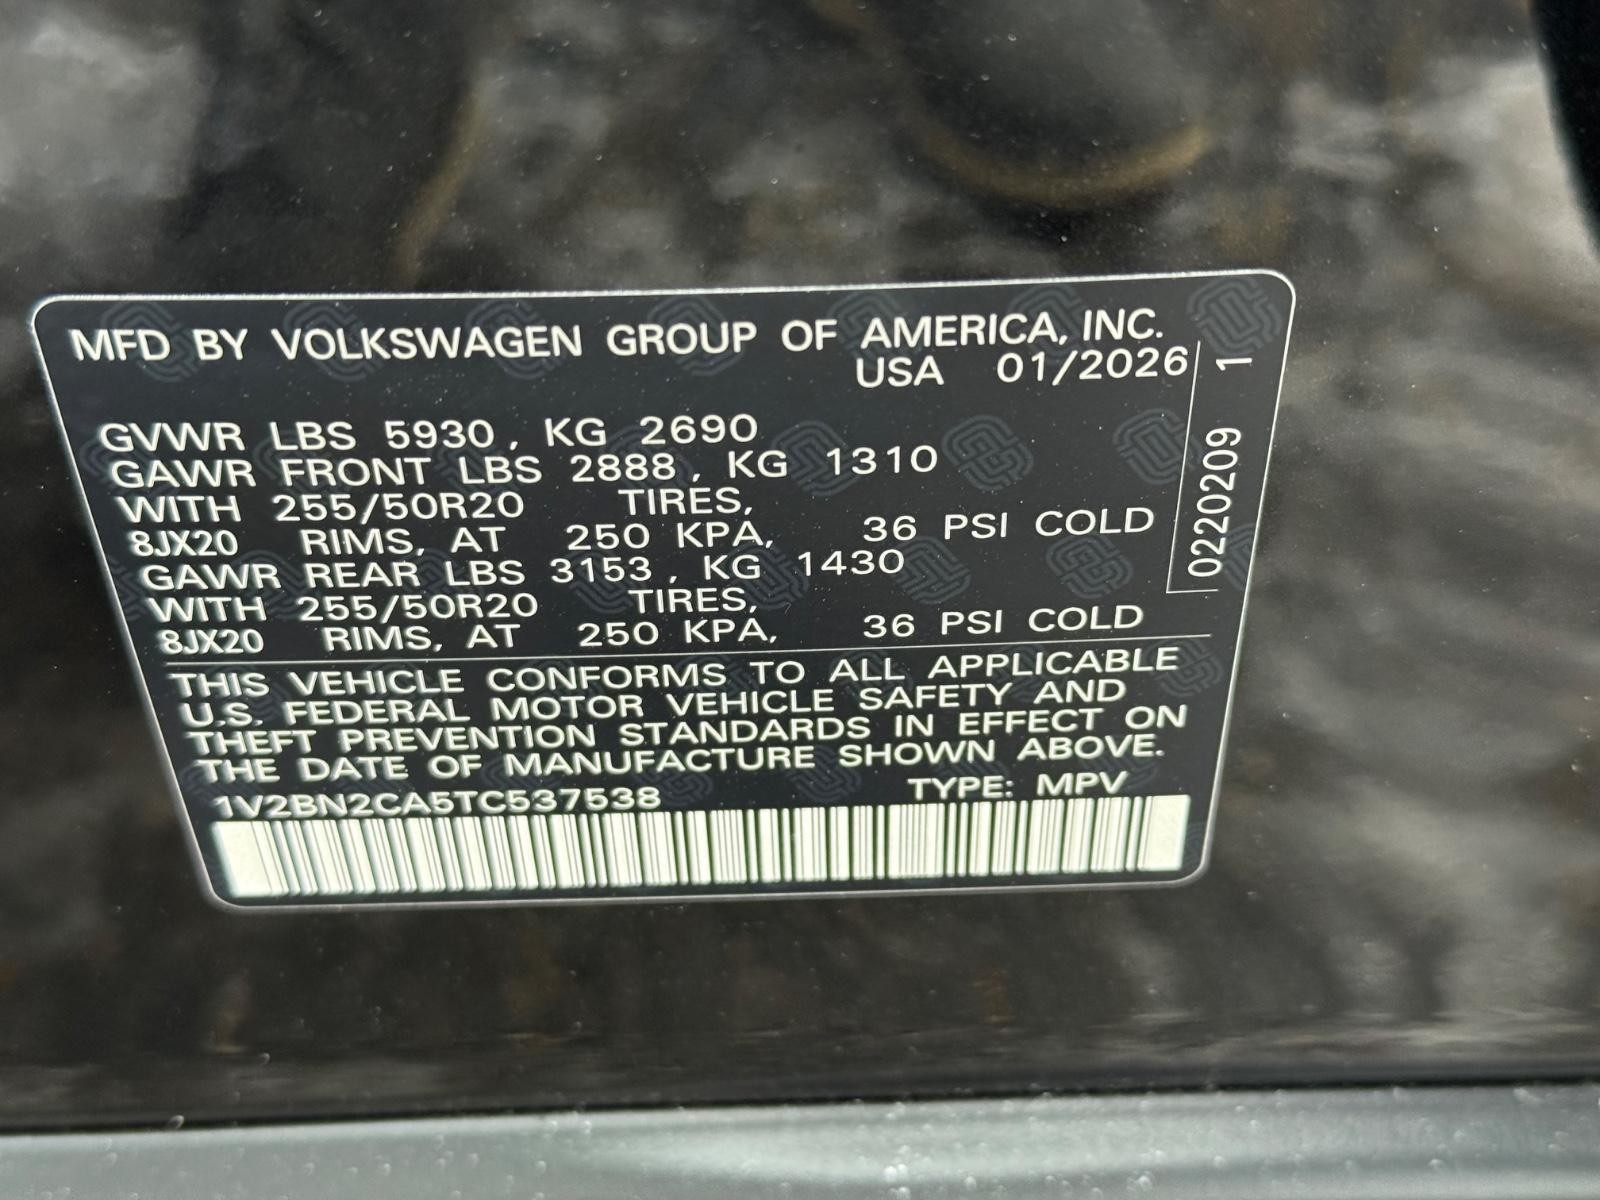 MFD BY VOLKSWAGEN GROUP OF AMERICA, INC.
USA 01/2026
GVWR LBS 5930, KG 2690
GAWR FRONT LBS 2888, KG 1310
WITH 255/50R20 TIRES,
8JX20 RIMS, AT 250 KPA, 36 PSI COLD
GAWR REAR LBS 3153, KG 1430
WITH 255/50R20 TIRES,
8JX20 RIMS, AT 250 KPA, 36 PSI COLD
THIS VEHICLE CONFORMS TO ALL APPLICABLE
U.S. FEDERAL MOTOR VEHICLE SAFETY AND
THEFT PREVENTION STANDARDS IN EFFECT ON
THE DATE OF MANUFACTURE SHOWN ABOVE.
1V2BN2CA5TC537538 TYPE: MPV
0220209 1